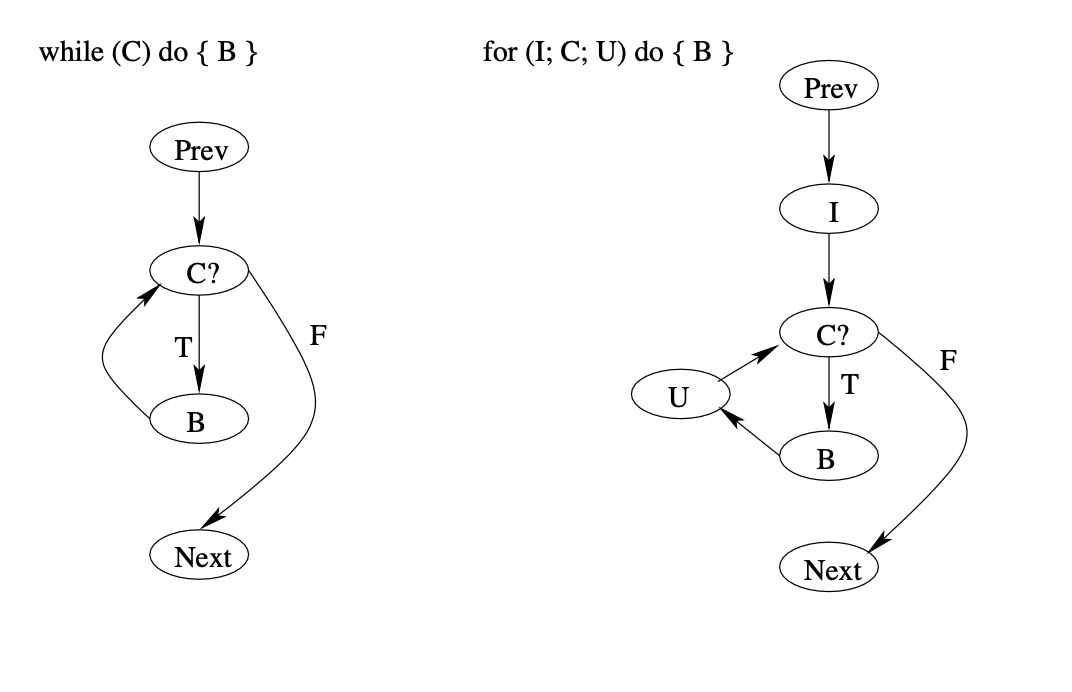 while (C) do { B }
Prev
C?
T
F
B
Next
for (I; C; U) do { B }
Prev
I
C?
F
T
U
B
Next